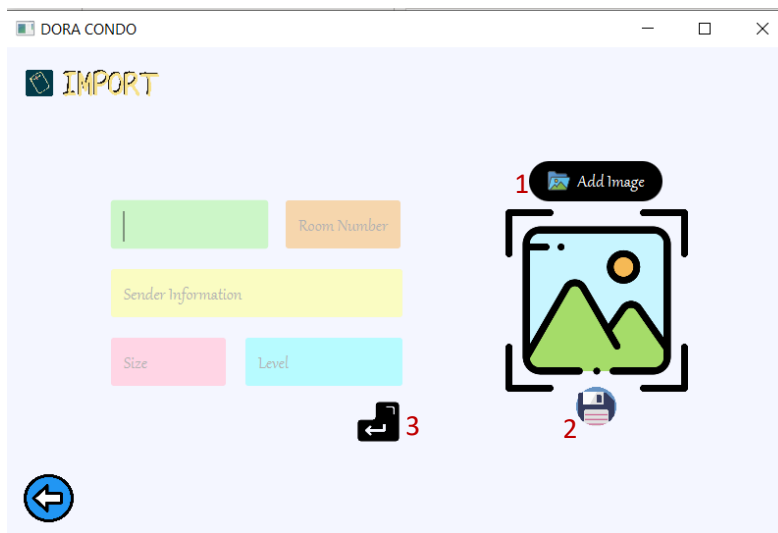 DORA CONDO
IMPORT
1 Add Image
Room Number
Sender Information
Size Level
3
2